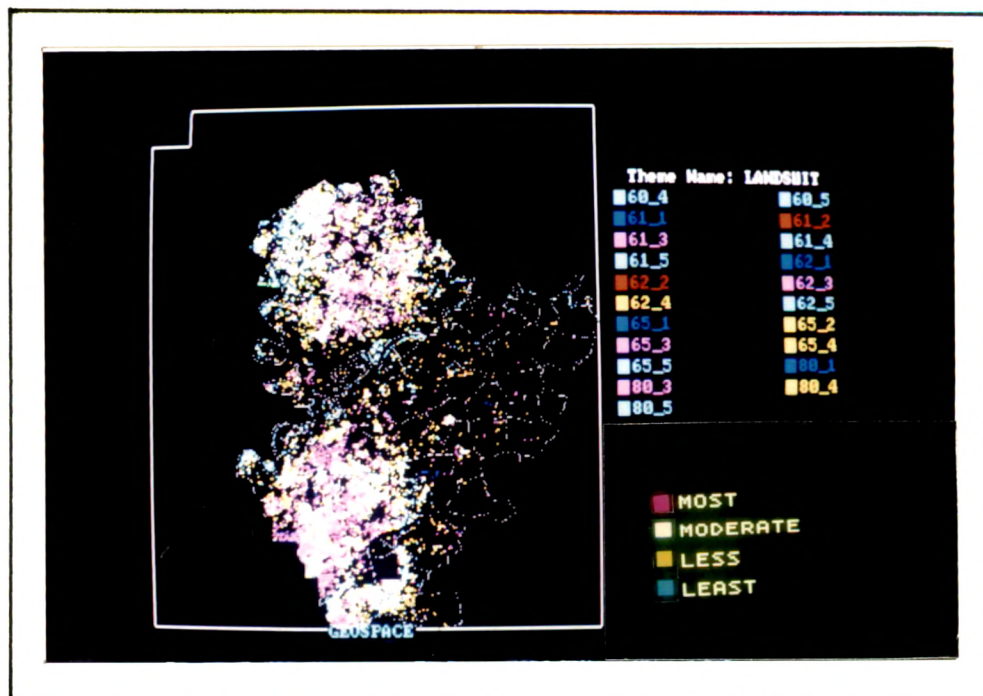 Theme Name: LANDSUIT
60_4 60_5
61_1 61_2
61_3 61_4
61_5 62_1
62_2 62_3
62_4 62_5
65_1 65_2
65_3 65_4
65_5 80_1
80_3 80_4
80_5
MOST
MODERATE
LESS
LEAST
GEOSPACE